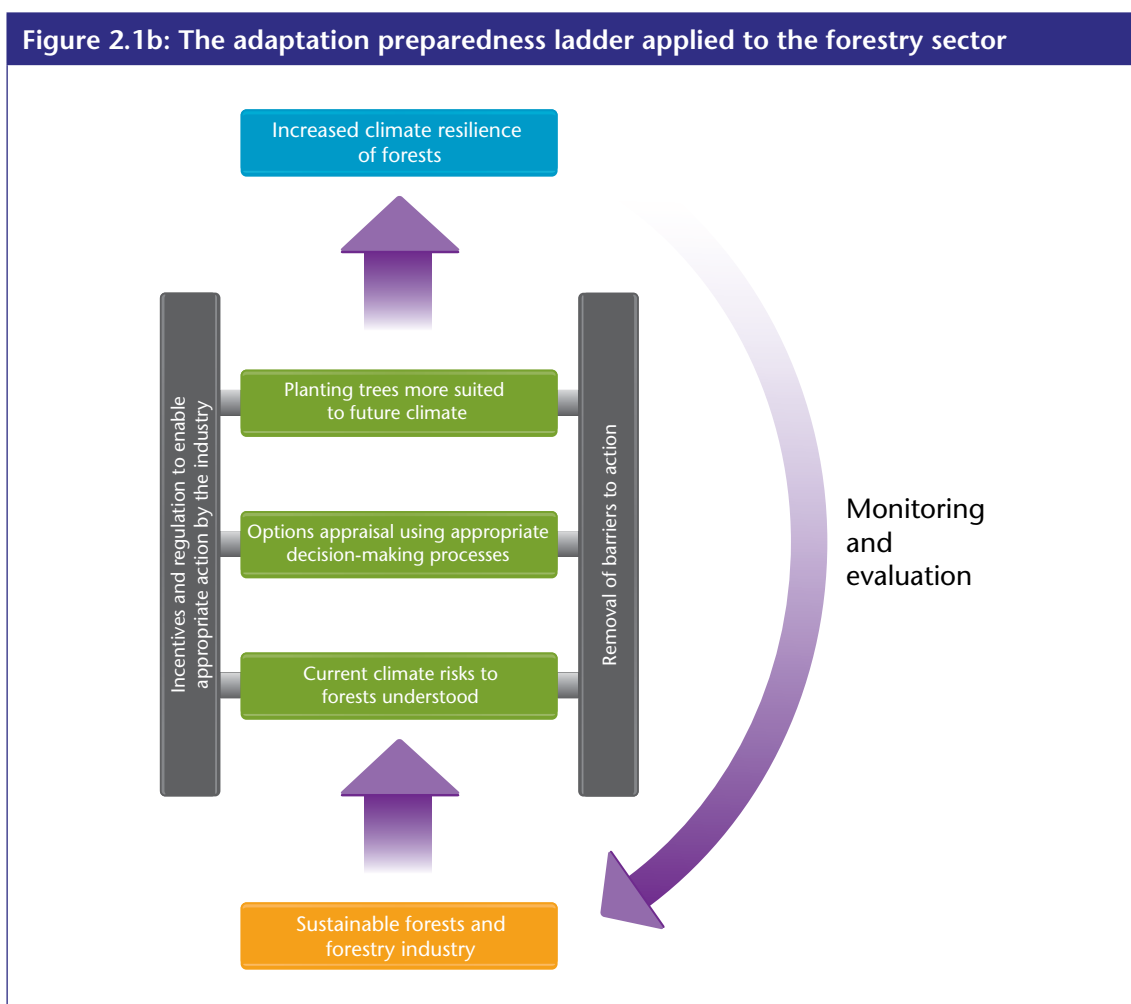 Figure 2.1b: The adaptation preparedness ladder applied to the forestry sector
Increased climate resilience
of forests
Incentives and regulation to enable
appropriate action by the industry
Planting trees more suited
to future climate
Options appraisal using appropriate
decision-making processes
Current climate risks to
forests understood
Removal of barriers to action
Monitoring
and
evaluation
Sustainable forests and
forestry industry